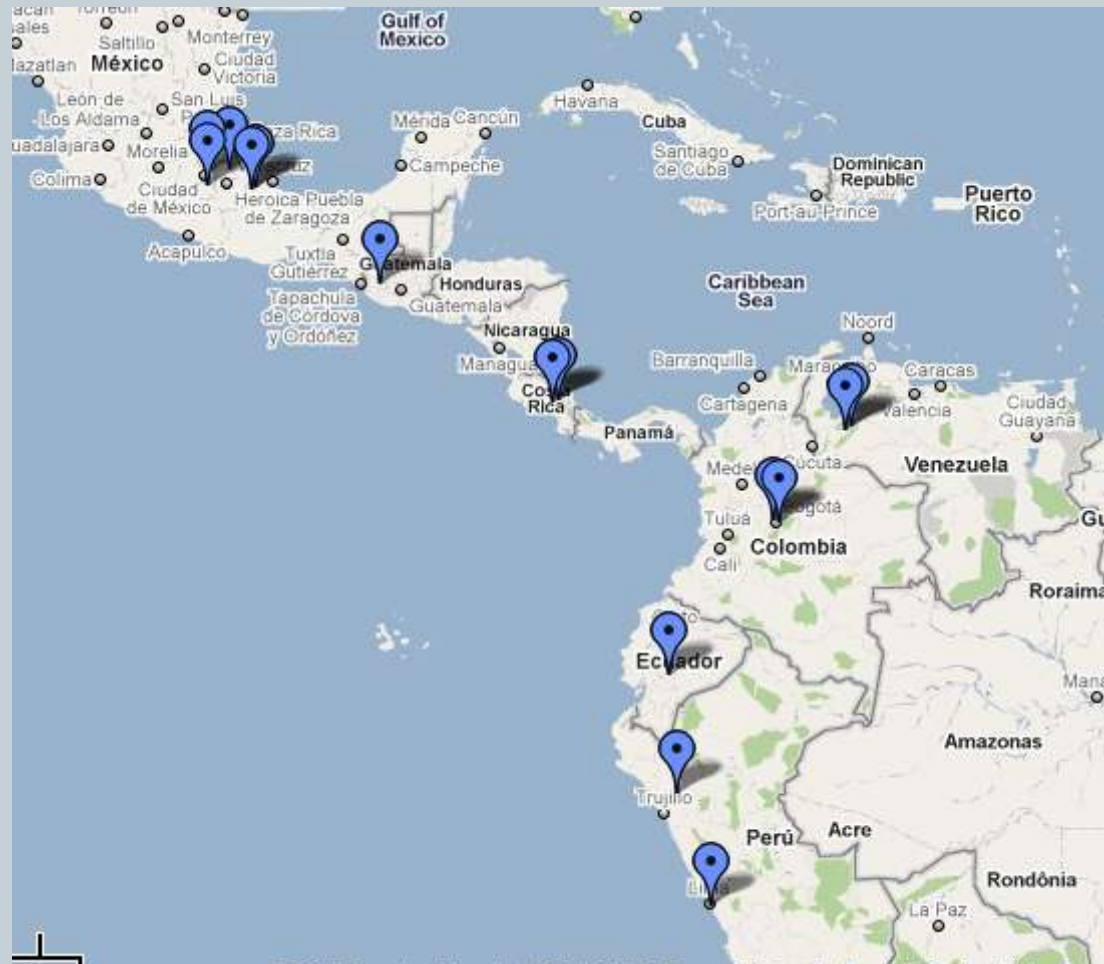 Saltillo
Monterrey
México
Ciudad
Victoria
León de
Los Aldama
San Luis
Morelia
Colima
Ciudad
de México
Heroica Puebla
de Zaragoza
Acapulco
Gulf of
Mexico
Mérida
Cancún
Campeche
Havana
Cuba
Santiago
de Cuba
Dominican
Republic
Port-au-Prince
Puerto
Rico
Tuxtla
Gutiérrez
Tapachula
de Córdova
y Ordóñez
Guatemala
Guatemala
Honduras
Nicaragua
Managua
Costa
Rica
Panamá
Caribbean
Sea
Noord
Barranquilla
Cartagena
Caracas
Valencia
Ciudad
Guayana
Cúcuta
Venezuela
Bogotá
Tuluá
Cali
Colombia
Roraima
Ecuador
Amazonas
Trujillo
Perú
Acre
Rondônia
Lima
La Paz